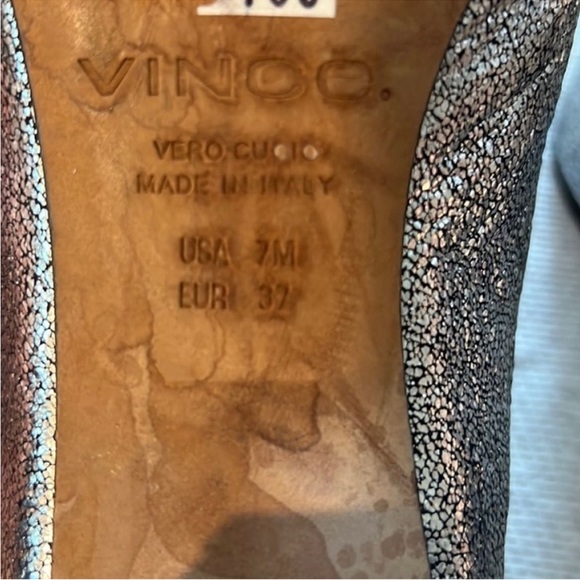 VINCE.
VERO CUOIO
MADE IN ITALY
USA 7M
EUR 37